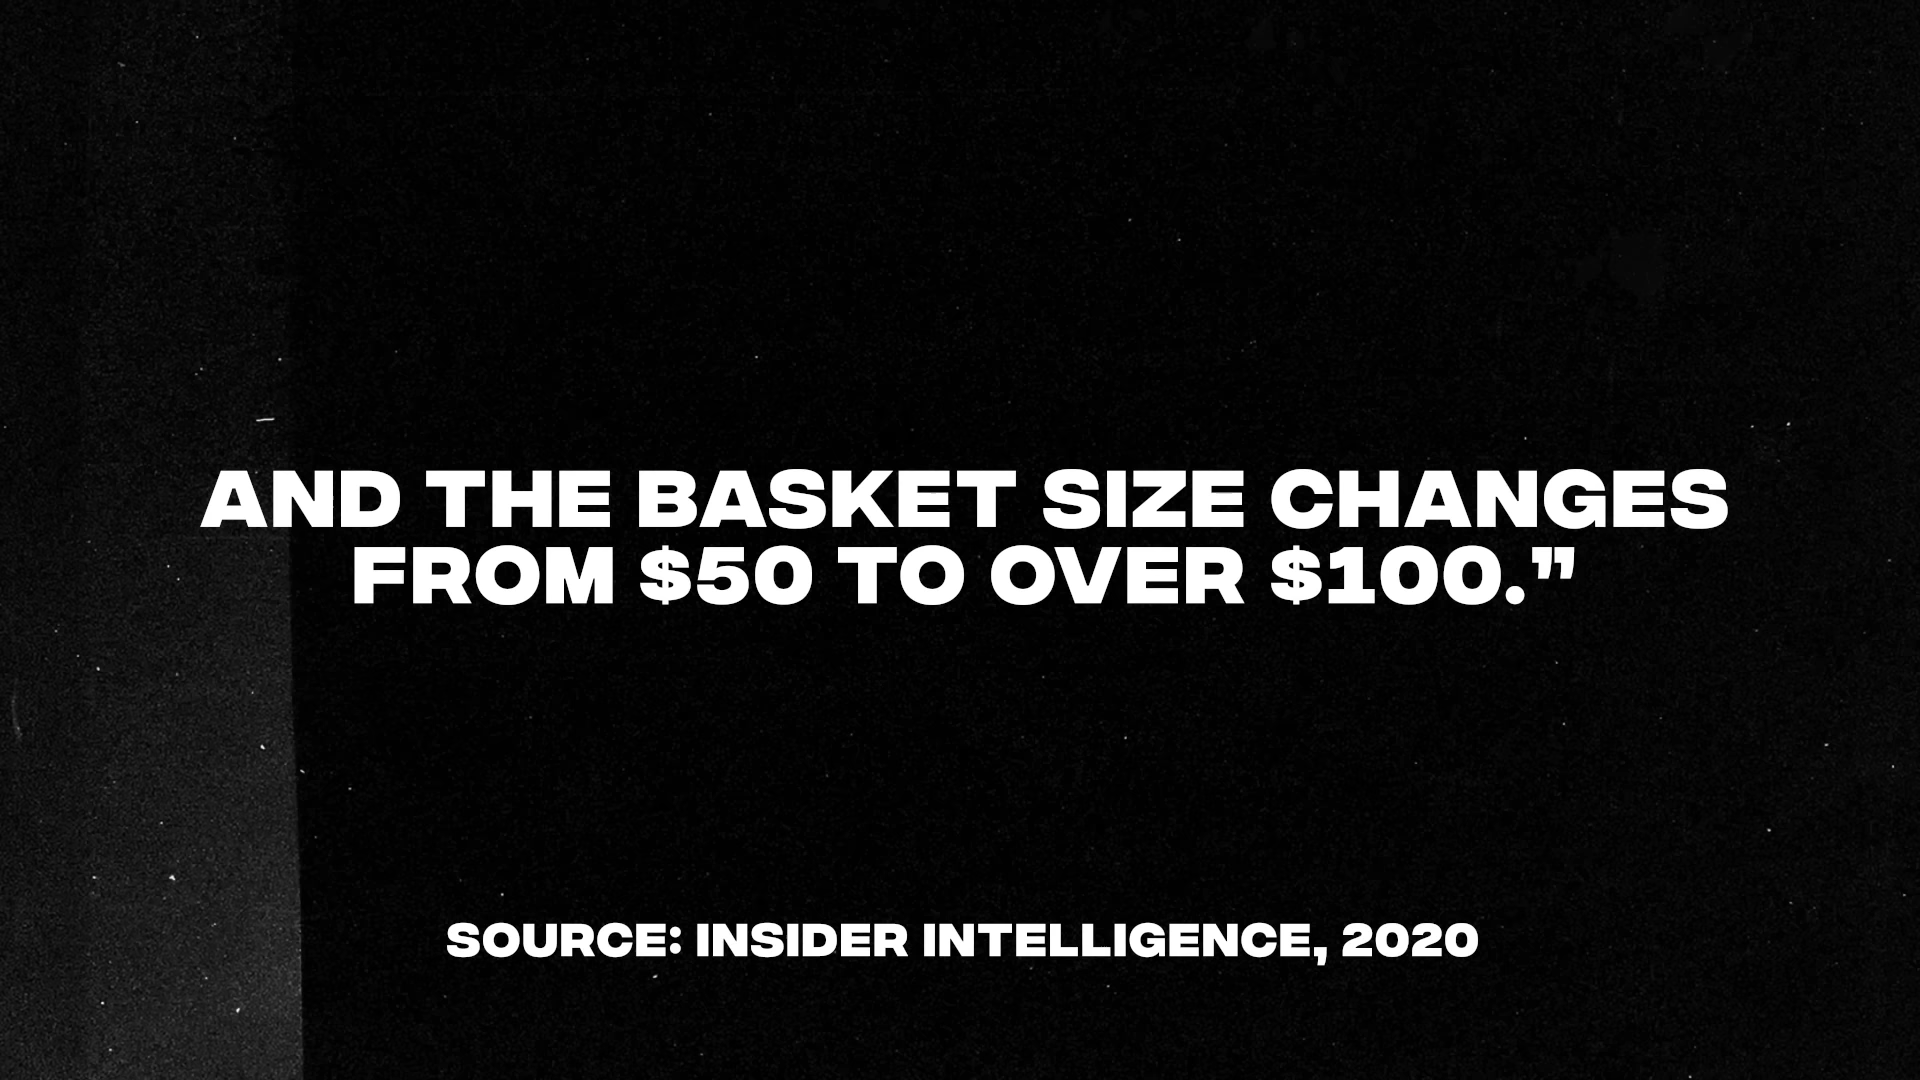 AND THE BASKET SIZE CHANGES
FROM $50 TO OVER $100.”
SOURCE: INSIDER INTELLIGENCE, 2020